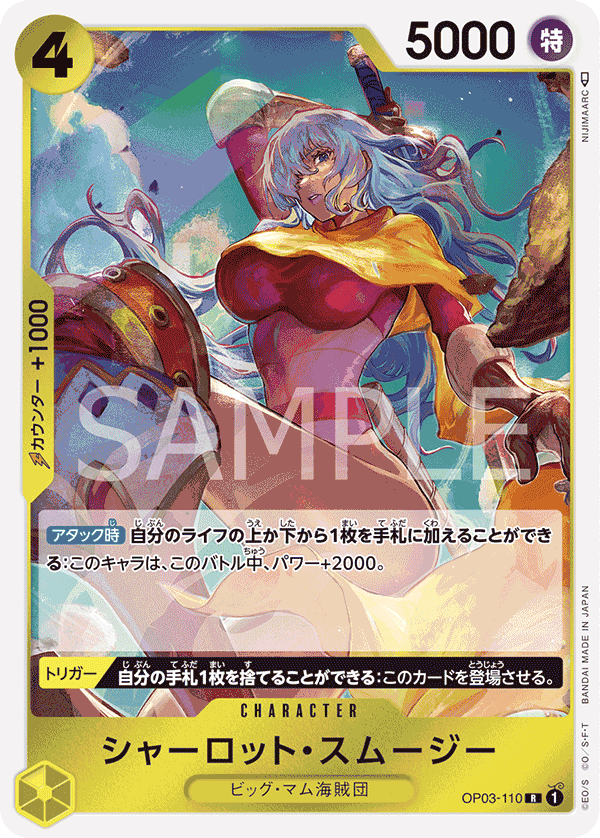 4
5000
特
NIJIMAARC
カウンター +1000
SAMPLE
アタック時 自分のライフの上か下から1枚を手札に加えることができ
る:このキャラは、このバトル中、パワー+2000。
トリガー 自分の手札1枚を捨てることができる:このカードを登場させる。
CHARACTER
シャーロット・スムージー
ビッグ・マム海賊団
OP03-110 R 1
©E.O/S ©O/S・F・T BANDAI MADE IN JAPAN